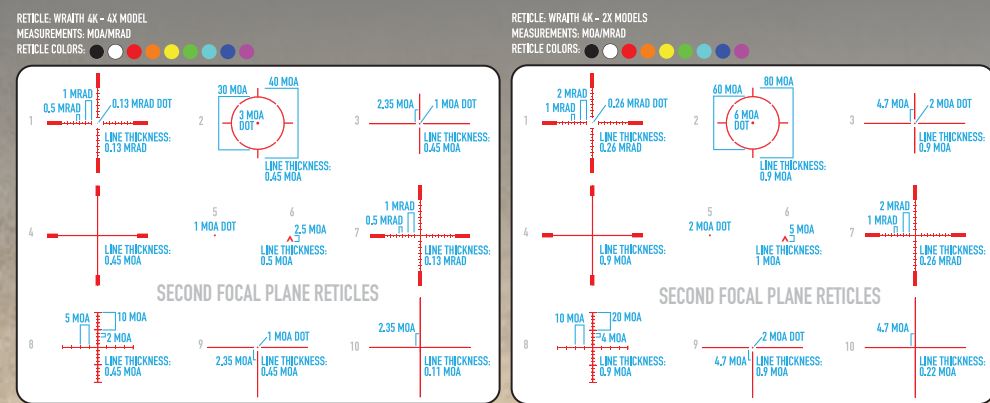 RETICLE: WRAITH 4K - 4X MODEL
MEASUREMENTS: MOA/MRAD
RETICLE COLORS:
1
1 MRAD
0.5 MRAD
0.13 MRAD DOT
LINE THICKNESS:
0.13 MRAD
2
30 MOA
40 MOA
3 MOA
DOT
LINE THICKNESS:
0.45 MOA
3
2.35 MOA
1 MOA DOT
LINE THICKNESS:
0.45 MOA
4
LINE THICKNESS:
0.45 MOA
5
1 MOA DOT
6
2.5 MOA
LINE THICKNESS:
0.5 MOA
7
1 MRAD
0.5 MRAD
LINE THICKNESS:
0.13 MRAD
SECOND FOCAL PLANE RETICLES
8
5 MOA
10 MOA
2 MOA
LINE THICKNESS:
0.45 MOA
9
1 MOA DOT
2.35 MOA
LINE THICKNESS:
0.45 MOA
10
2.35 MOA
LINE THICKNESS:
0.11 MOA
RETICLE: WRAITH 4K - 2X MODELS
MEASUREMENTS: MOA/MRAD
RETICLE COLORS:
1
2 MRAD
1 MRAD
0.26 MRAD DOT
LINE THICKNESS:
0.26 MRAD
2
60 MOA
80 MOA
6 MOA
DOT
LINE THICKNESS:
0.9 MOA
3
4.7 MOA
2 MOA DOT
LINE THICKNESS:
0.9 MOA
4
LINE THICKNESS:
0.9 MOA
5
2 MOA DOT
6
5 MOA
LINE THICKNESS:
1 MOA
7
2 MRAD
1 MRAD
LINE THICKNESS:
0.26 MRAD
SECOND FOCAL PLANE RETICLES
8
10 MOA
20 MOA
4 MOA
LINE THICKNESS:
0.9 MOA
9
2 MOA DOT
4.7 MOA
LINE THICKNESS:
0.9 MOA
10
4.7 MOA
LINE THICKNESS:
0.22 MOA